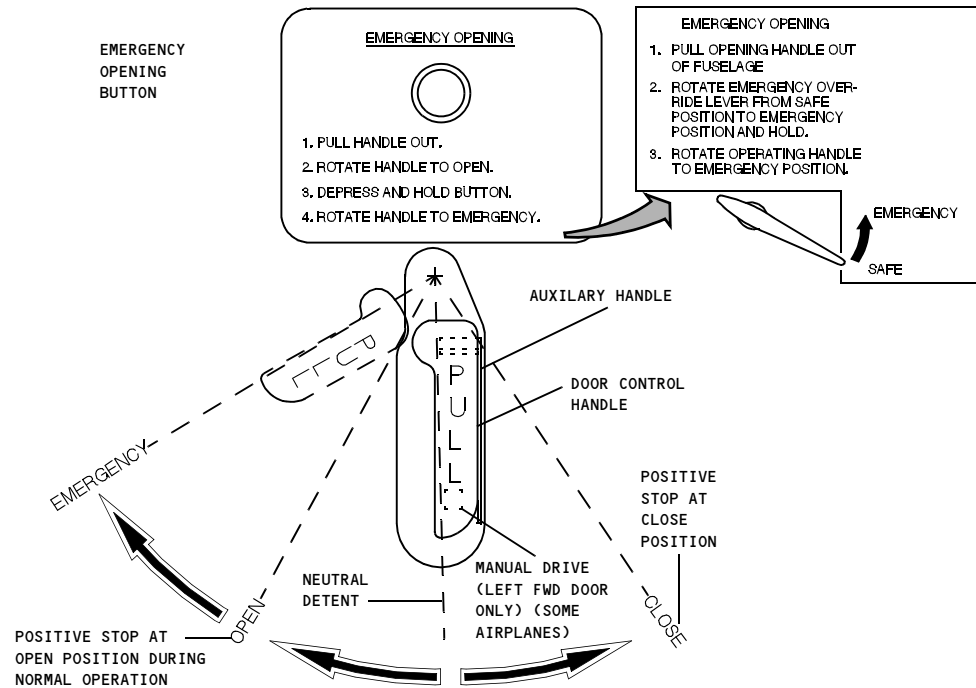 EMERGENCY
OPENING
BUTTON
EMERGENCY OPENING
1. PULL HANDLE OUT.
2. ROTATE HANDLE TO OPEN.
3. DEPRESS AND HOLD BUTTON.
4. ROTATE HANDLE TO EMERGENCY.
EMERGENCY OPENING
1. PULL OPENING HANDLE OUT
OF FUSELAGE
2. ROTATE EMERGENCY OVER-
RIDE LEVER FROM SAFE
POSITION TO EMERGENCY
POSITION AND HOLD.
3. ROTATE OPERATING HANDLE
TO EMERGENCY POSITION.
EMERGENCY
SAFE
AUXILARY HANDLE
PULL
PULL
DOOR CONTROL
HANDLE
EMERGENCY
POSITIVE
STOP AT
CLOSE
POSITION
MANUAL DRIVE
(LEFT FWD DOOR
ONLY) (SOME
AIRPLANES)
NEUTRAL
DETENT
OPEN
CLOSE
POSITIVE STOP AT
OPEN POSITION DURING
NORMAL OPERATION